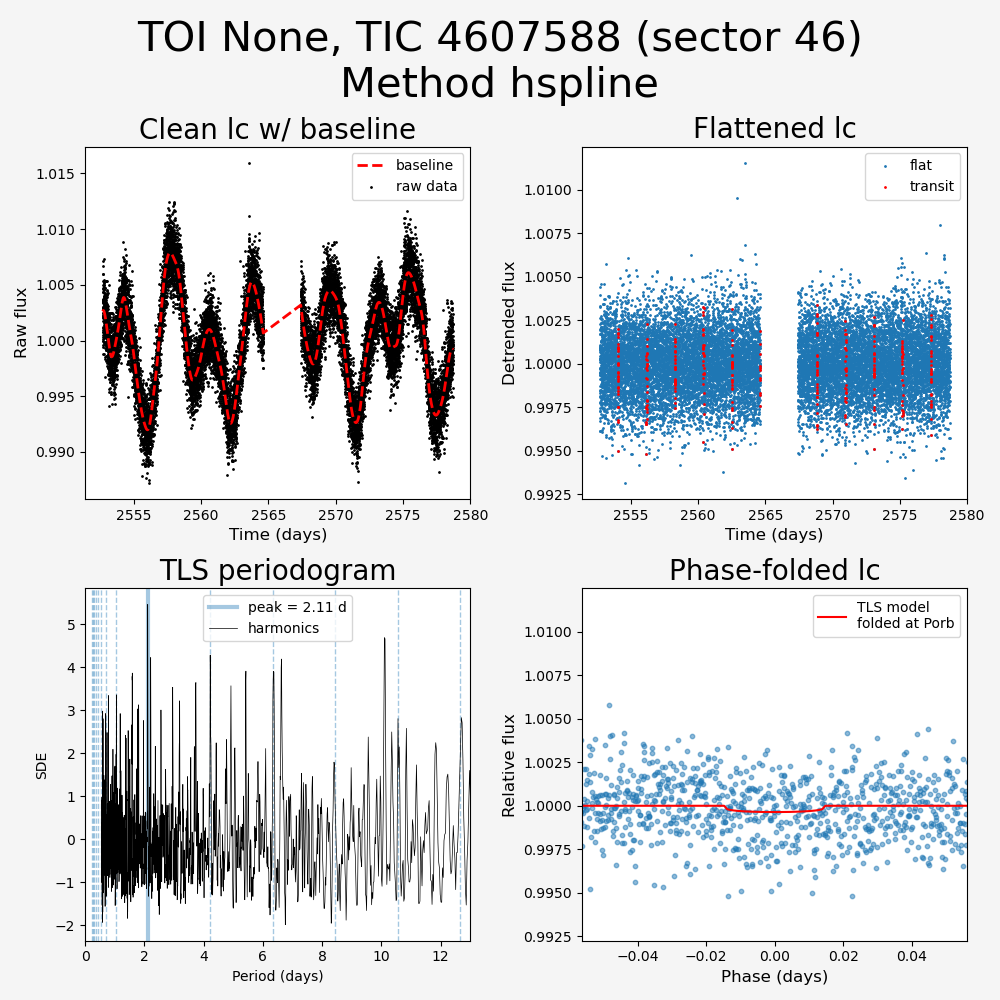 TOI None, TIC 4607588 (sector 46)
Method hspline
Clean lc w/ baseline
baseline
raw data
1.015
1.010
1.005
1.000
0.995
0.990
Raw flux
2555 2560 2565 2570 2575 2580
Time (days)
Flattened lc
flat
transit
1.0100
1.0075
1.0050
1.0025
1.0000
0.9975
0.9950
0.9925
Detrended flux
2555 2560 2565 2570 2575 2580
Time (days)
TLS periodogram
peak = 2.11 d
harmonics
5
4
3
2
1
0
−1
−2
SDE
0 2 4 6 8 10 12
Period (days)
Phase-folded lc
TLS model
folded at Porb
1.0100
1.0075
1.0050
1.0025
1.0000
0.9975
0.9950
0.9925
Relative flux
−0.04 −0.02 0.00 0.02 0.04
Phase (days)